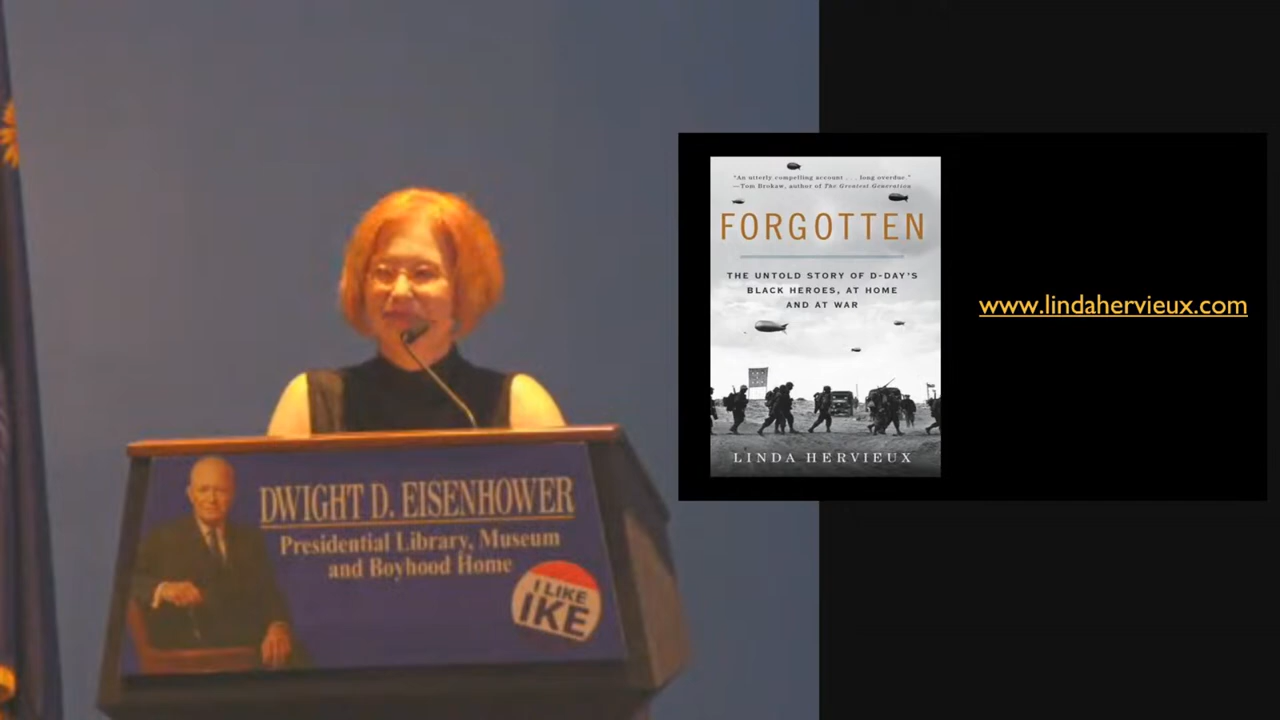 DWIGHT D. EISENHOWER
Presidential Library, Museum
and Boyhood Home
I LIKE
IKE
"An utterly compelling account . . . long overdue."
—Tom Brokaw, author of The Greatest Generation
FORGOTTEN
THE UNTOLD STORY OF D-DAY'S
BLACK HEROES, AT HOME
AND AT WAR
LINDA HERVIEUX
www.lindahervieux.com